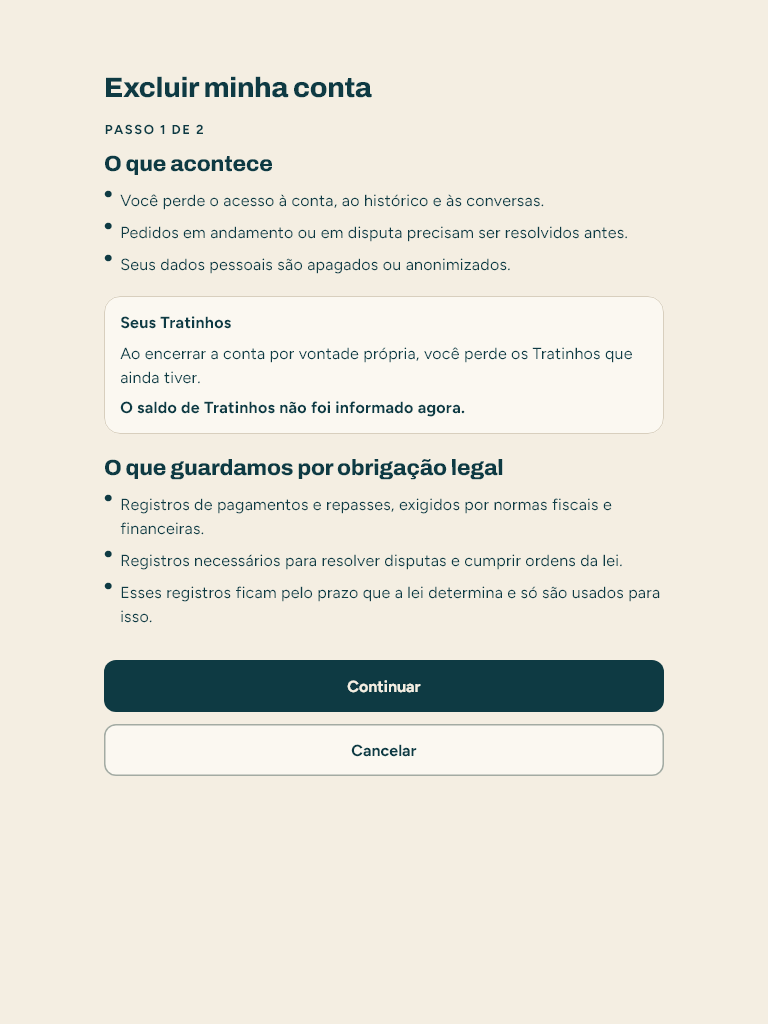 Excluir minha conta
PASSO 1 DE 2
O que acontece
• Você perde o acesso à conta, ao histórico e às conversas.
• Pedidos em andamento ou em disputa precisam ser resolvidos antes.
• Seus dados pessoais são apagados ou anonimizados.
Seus Tratinhos
Ao encerrar a conta por vontade própria, você perde os Tratinhos que
ainda tiver.
O saldo de Tratinhos não foi informado agora.
O que guardamos por obrigação legal
• Registros de pagamentos e repasses, exigidos por normas fiscais e
financeiras.
• Registros necessários para resolver disputas e cumprir ordens da lei.
• Esses registros ficam pelo prazo que a lei determina e só são usados para
isso.
Continuar
Cancelar